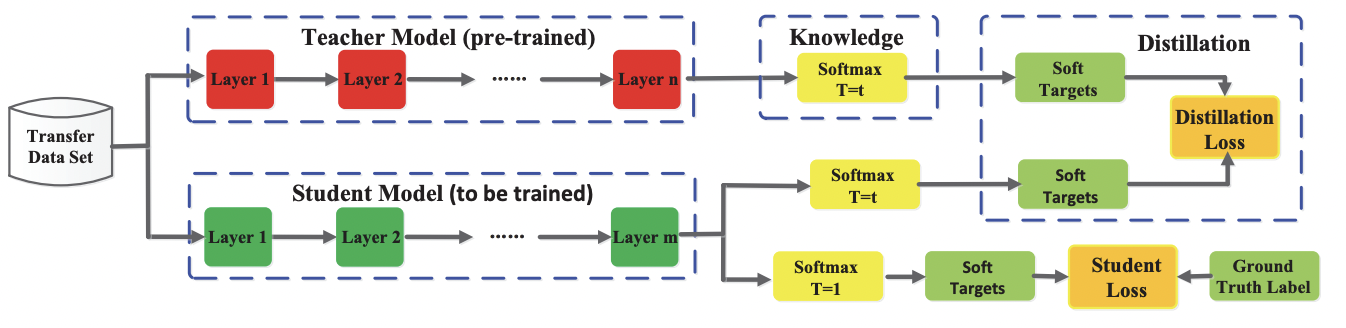 Teacher Model (pre-trained)
Knowledge
Distillation
Layer 1
Layer 2
......
Layer n
Softmax
T=t
Soft
Targets
Transfer
Data Set
Distillation
Loss
Student Model (to be trained)
Layer 1
Layer 2
......
Layer m
Softmax
T=t
Soft
Targets
Softmax
T=1
Soft
Targets
Student
Loss
Ground
Truth Label